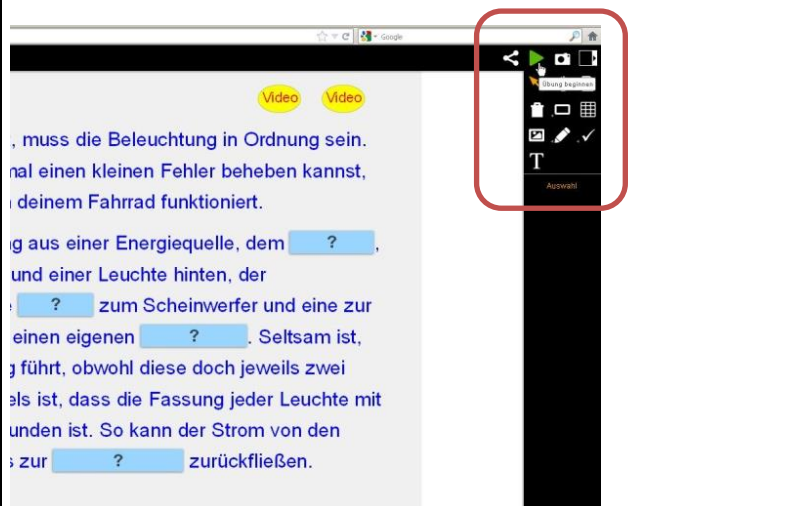 Google
Übung beginnen
Video Video
, muss die Beleuchtung in Ordnung sein.
mal einen kleinen Fehler beheben kannst,
deinem Fahrrad funktioniert.
T
Auswahl
g aus einer Energiequelle, dem ? ,
und einer Leuchte hinten, der
? zum Scheinwerfer und eine zur
einen eigenen ? . Seltsam ist,
g führt, obwohl diese doch jeweils zwei
els ist, dass die Fassung jeder Leuchte mit
unden ist. So kann der Strom von den
s zur ? zurückfließen.